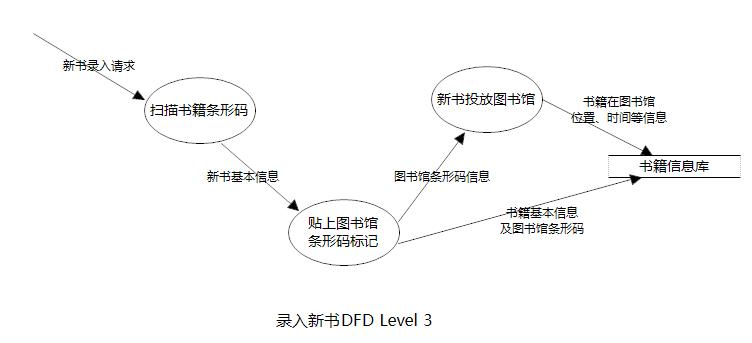 新书录入请求
扫描书籍条形码
新书投放图书馆
书籍在图书馆
位置、时间等信息
书籍信息库
新书基本信息
图书馆条形码信息
贴上图书馆
条形码标记
书籍基本信息
及图书馆条形码
录入新书DFD Level 3